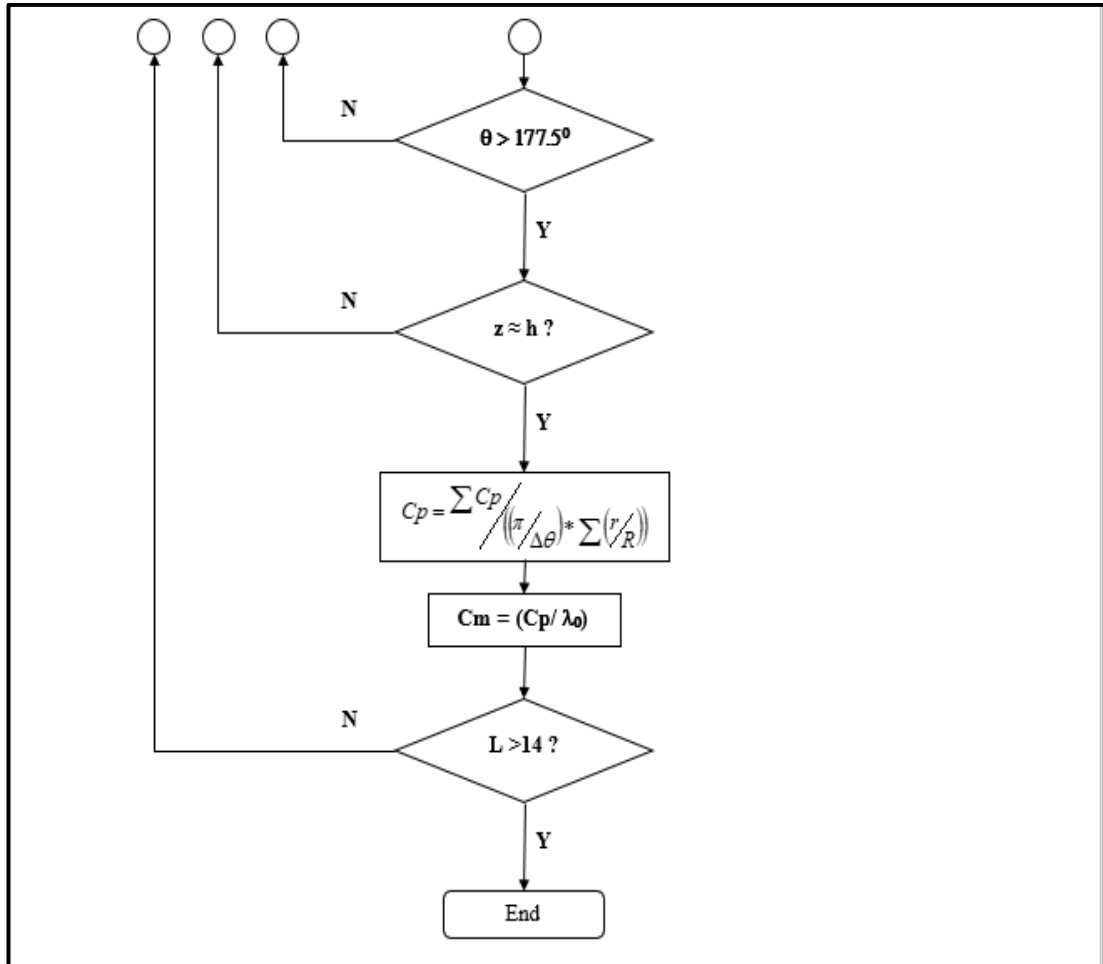 N
θ > 177.5⁰
Y
N
z ≈ h ?
Y
Cp = ∑Cp / ((π/Δθ) * ∑(r/R))
Cm = (Cp/ λ₀)
N
L >14 ?
Y
End